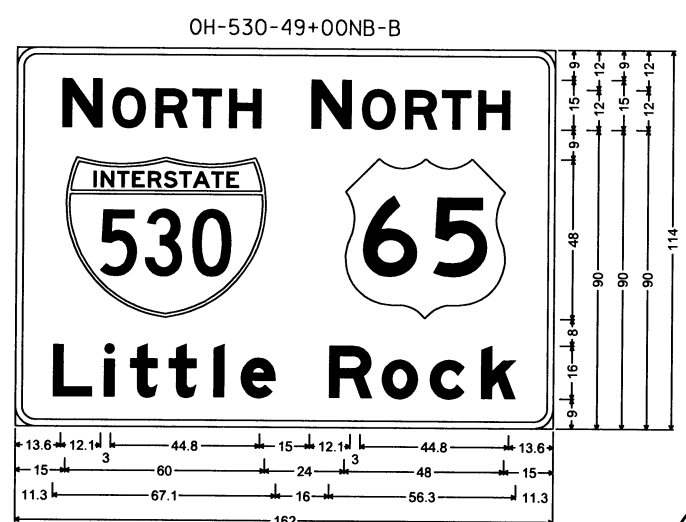 OH-530-49+00NB-B
NORTH NORTH
INTERSTATE
530 65
Little Rock
9 12 9 12
15 12 15 12
9
48
114
90 90 90
8
16
9
13.6 12.1 44.8 15 12.1 44.8 13.6
3 3
15 60 24 48 15
11.3 67.1 16 56.3 11.3
162